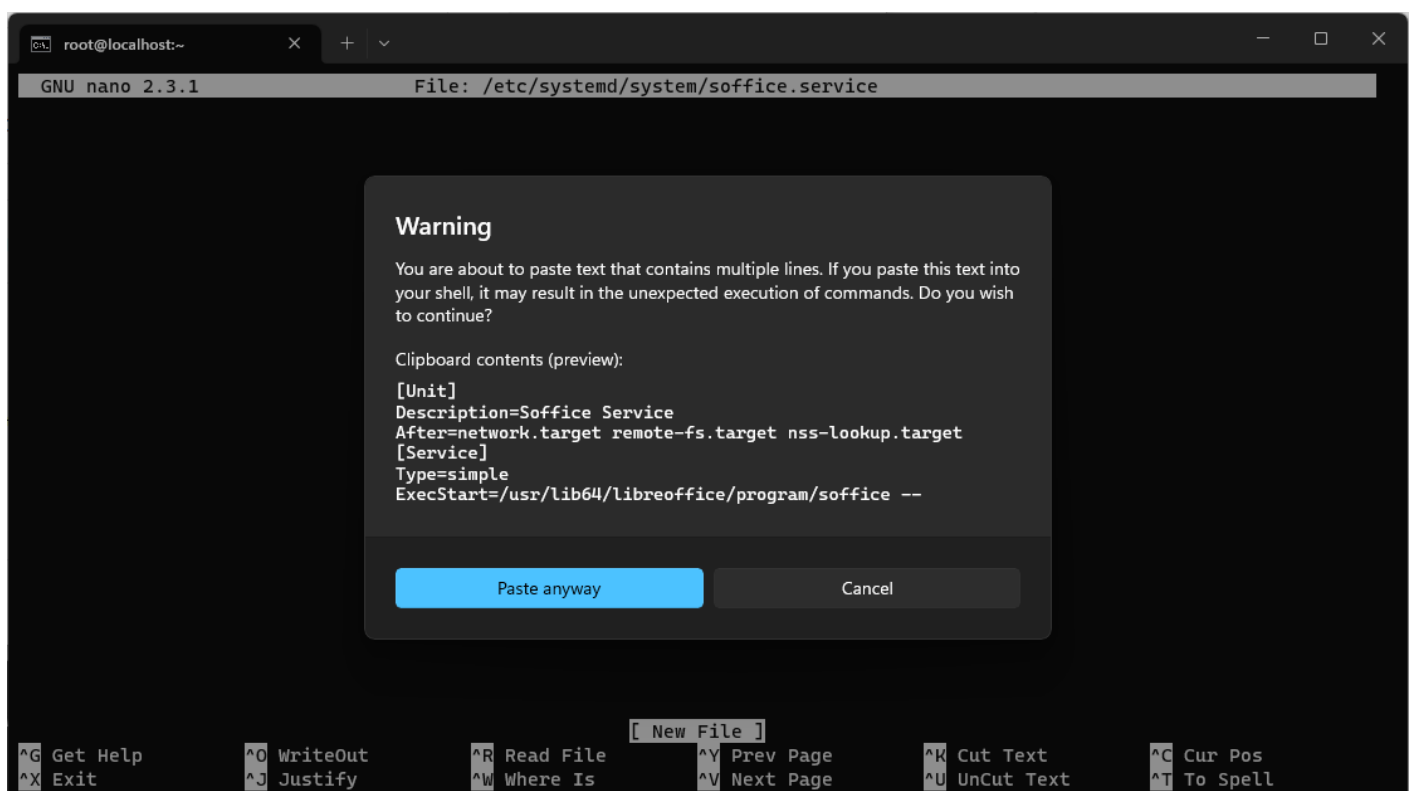 root@localhost:~
GNU nano 2.3.1 File: /etc/systemd/system/soffice.service
Warning
You are about to paste text that contains multiple lines. If you paste this text into
your shell, it may result in the unexpected execution of commands. Do you wish
to continue?
Clipboard contents (preview):
[Unit]
Description=Soffice Service
After=network.target remote-fs.target nss-lookup.target
[Service]
Type=simple
ExecStart=/usr/lib64/libreoffice/program/soffice --
Paste anyway Cancel
[ New File ]
^G Get Help ^O WriteOut ^R Read File ^Y Prev Page ^K Cut Text ^C Cur Pos
^X Exit ^J Justify ^W Where Is ^V Next Page ^U UnCut Text ^T To Spell